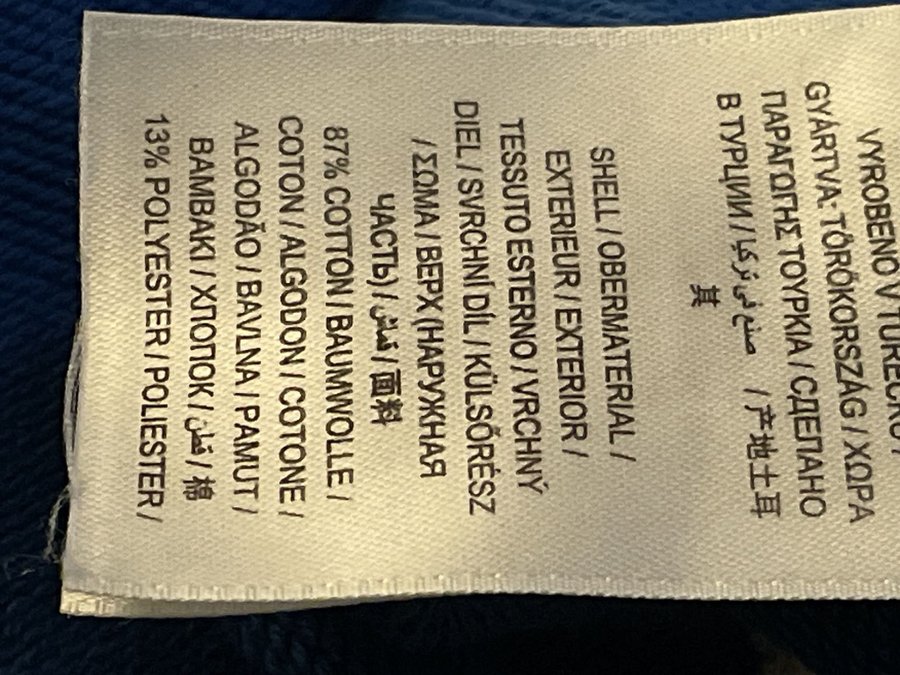 VYROBENO V TURECKU /
GYÁRTVA: TÖRÖKORSZÁG / ΧΩΡΑ
ΠΑΡΑΓΩΓΗΣ ΤΟΥΡΚΙΑ / СДЕЛАНО
В ТУРЦИИ / صنع في تركيا / 产地土耳
其
SHELL / OBERMATERIAL /
EXTERIEUR / EXTERIOR /
TESSUTO ESTERNO / VRCHNÝ
DIEL / SVRCHNÍ DÍL / KÜLSŐRÉSZ
/ ΣΩΜΑ / ВЕРХ (НАРУЖНАЯ
ЧАСТЬ) / قماش / 面料
87% COTTON / BAUMWOLLE /
COTON / ALGODON / COTONE /
ALGODÃO / BAVLNA / PAMUT /
BAMBAKI / ХЛОПОК / قطن / 棉
13% POLYESTER / POLIESTER /